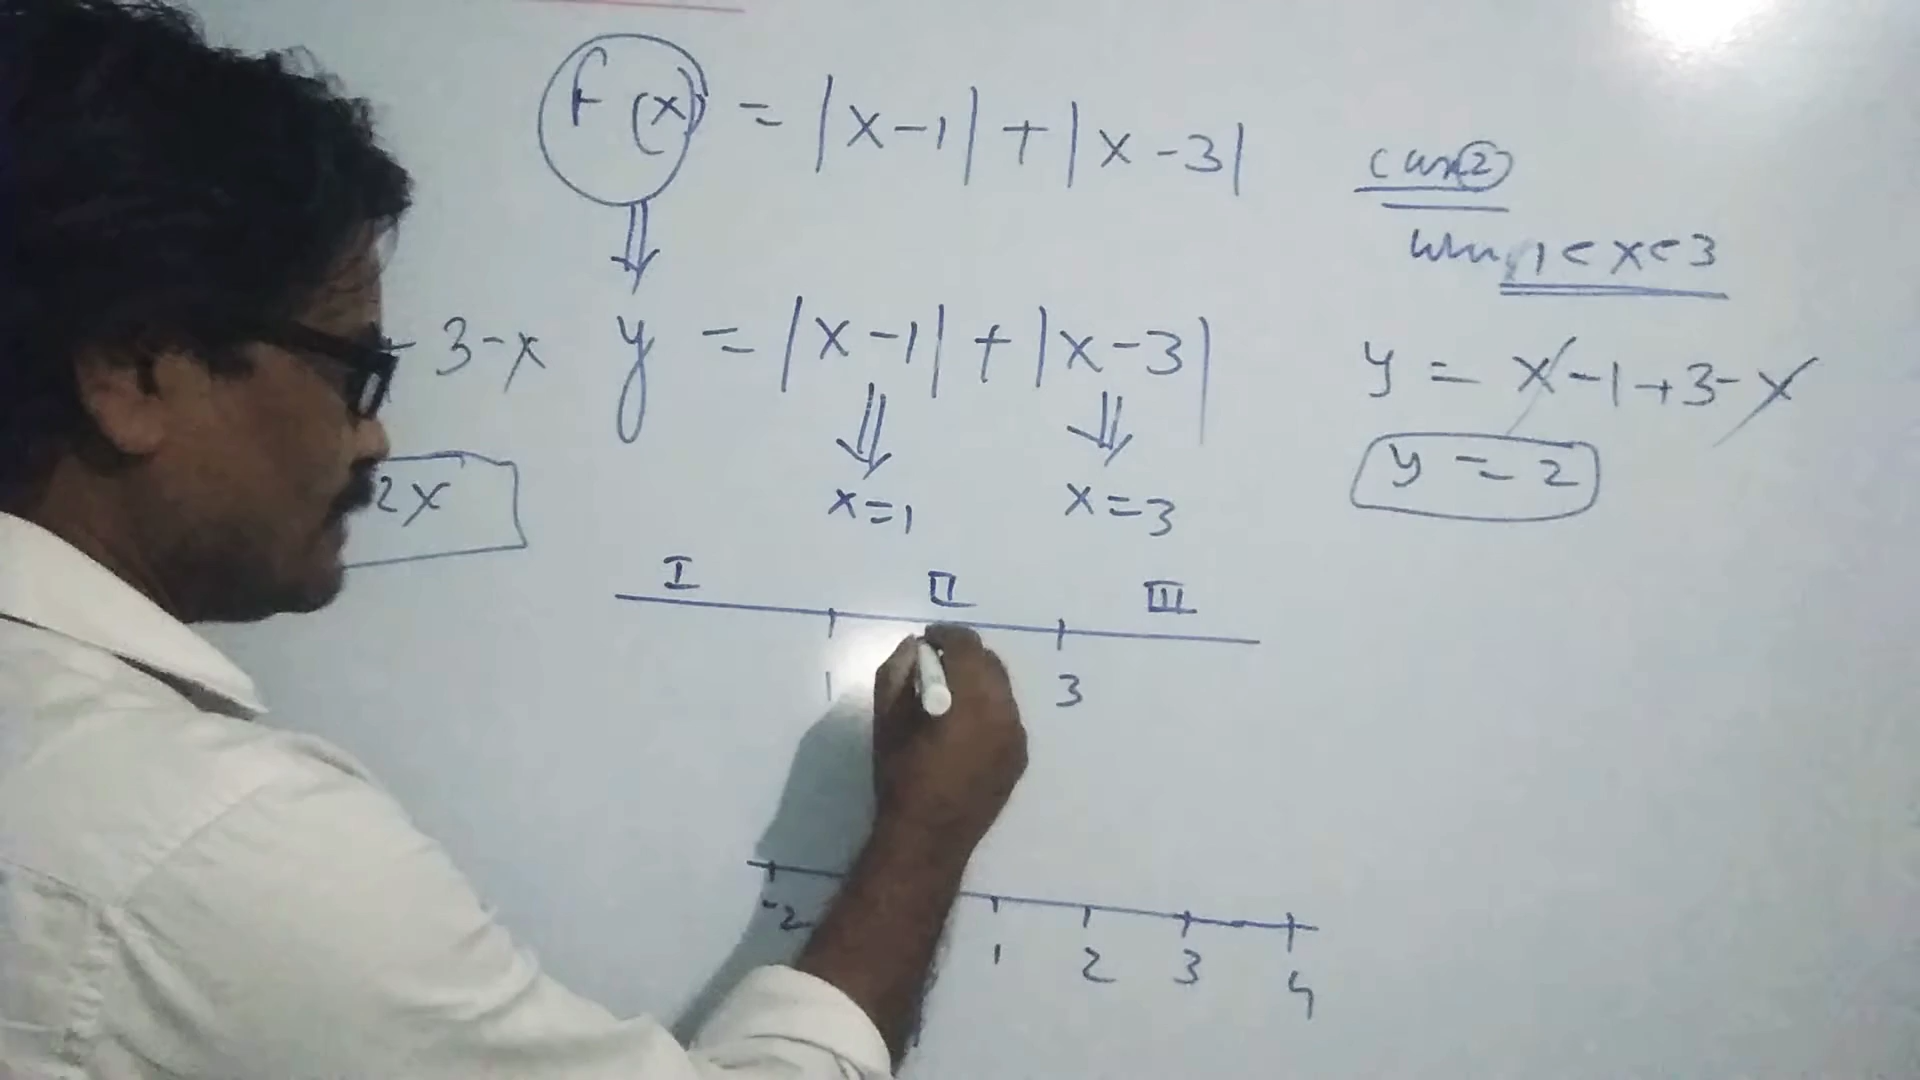 f(x) = |x-1| + |x-3|
y = |x-1| + |x-3|
x=1 x=3
I II III
1 3
-2 1 2 3 4
+ 3-x
2x
Case(2)
when 1<x<3
y = x-1+3-x
y = 2